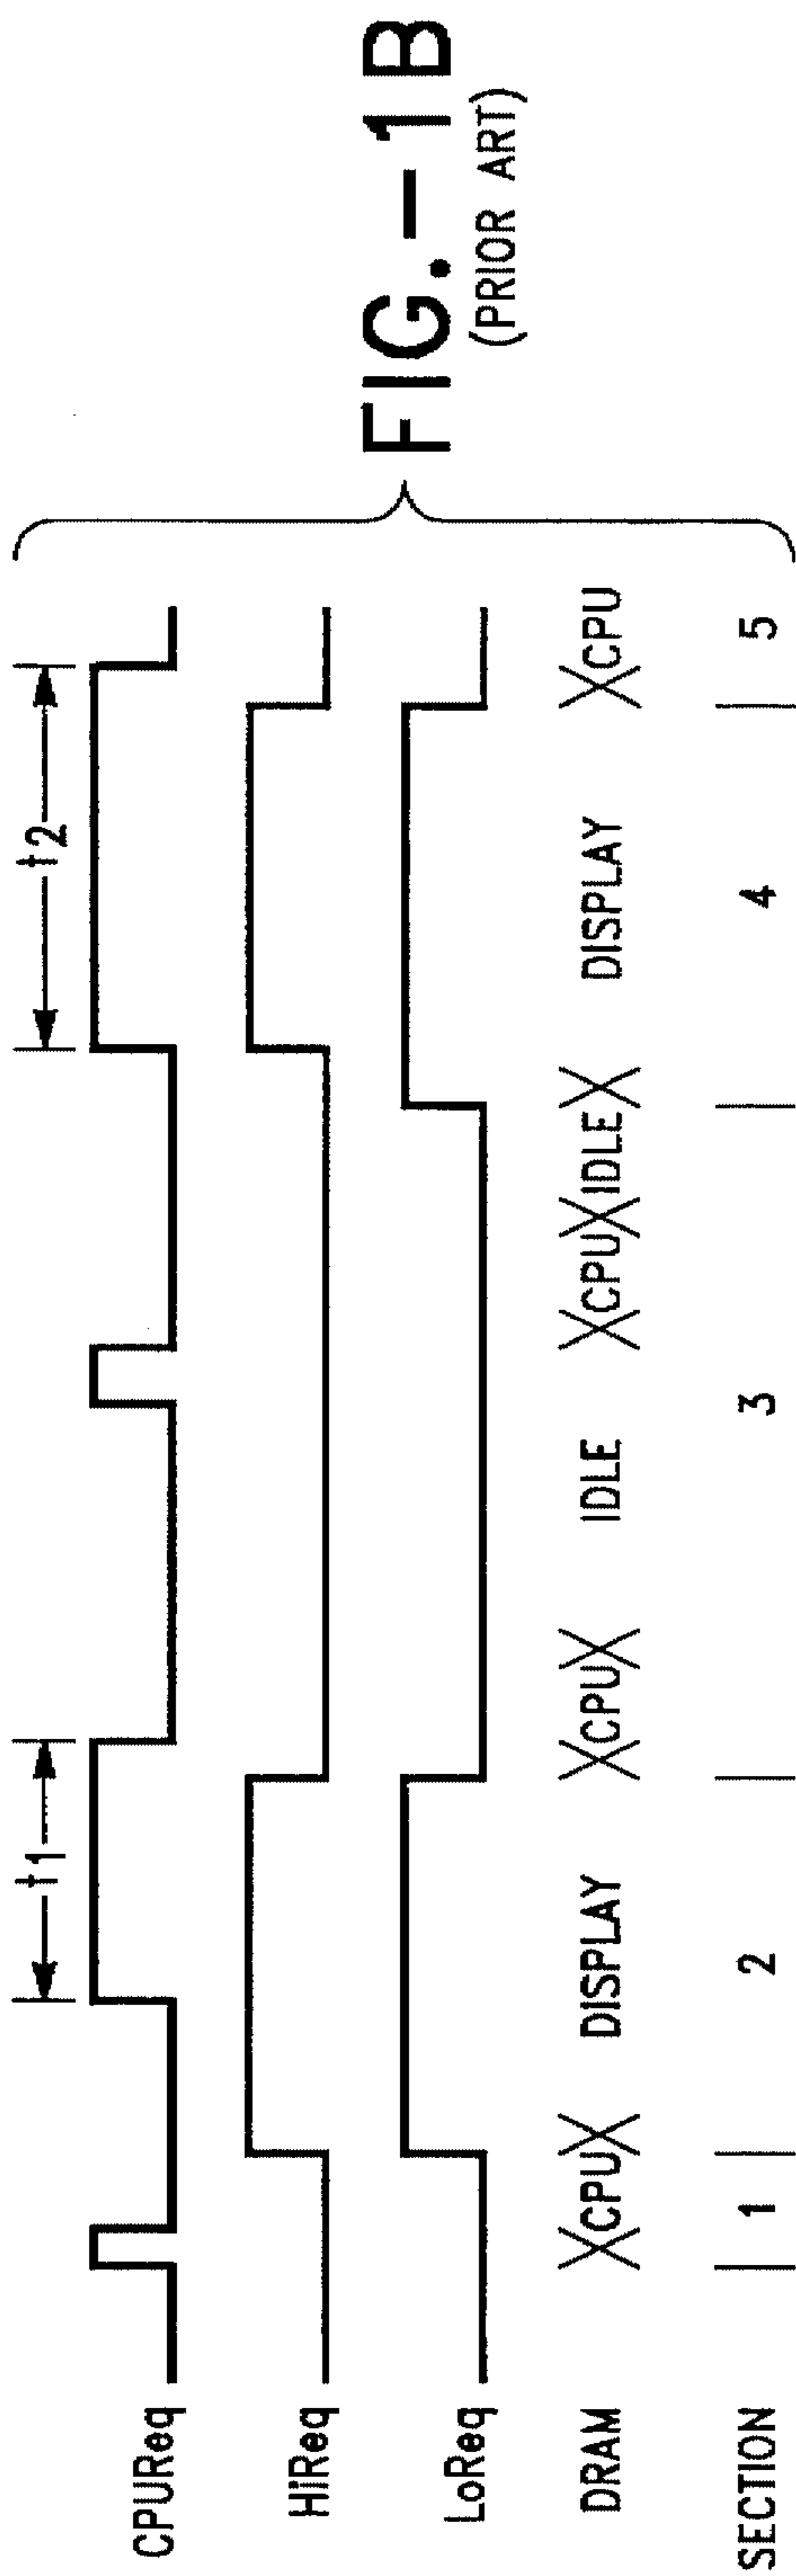 t1 t2
CPUReq
HiReq
LoReq
DRAM CPU DISPLAY CPU IDLE CPU IDLE DISPLAY CPU
SECTION 1 2 3 4 5
FIG.-1B
(PRIOR ART)